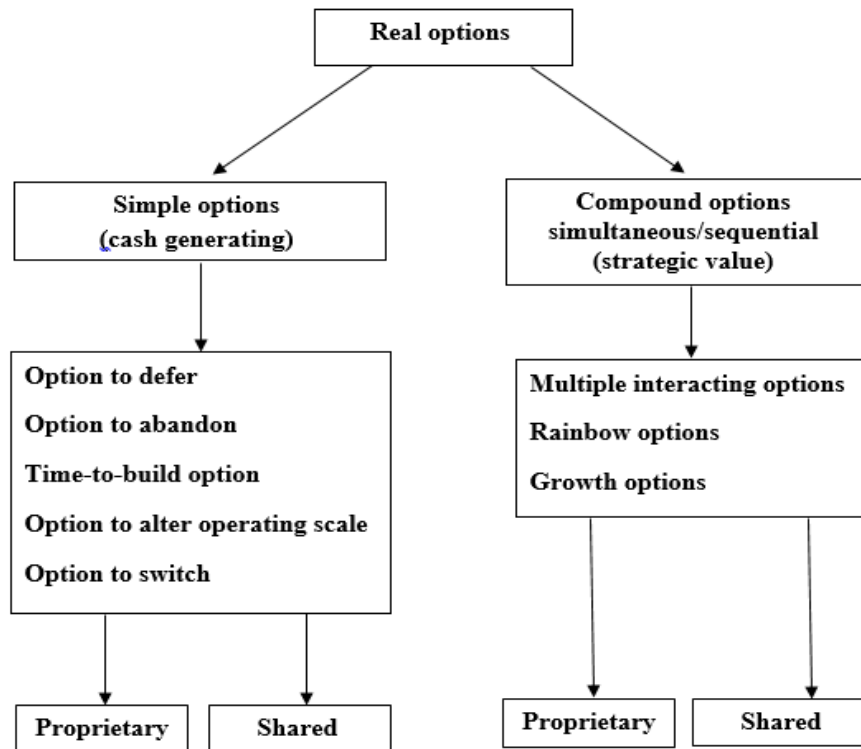 Real options
Simple options
(cash generating)
Compound options
simultaneous/sequential
(strategic value)
Option to defer
Option to abandon
Time-to-build option
Option to alter operating scale
Option to switch
Multiple interacting options
Rainbow options
Growth options
Proprietary
Shared
Proprietary
Shared